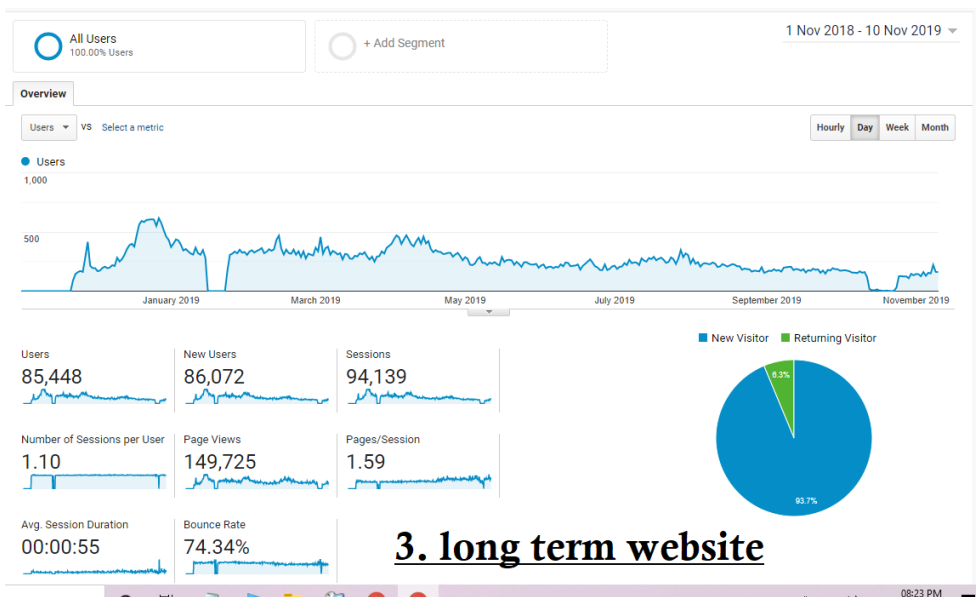 All Users
100.00% Users
+ Add Segment
1 Nov 2018 - 10 Nov 2019
Overview
Users VS Select a metric
Hourly Day Week Month
Users
1,000
500
January 2019 March 2019 May 2019 July 2019 September 2019 November 2019
New Visitor Returning Visitor
Users New Users Sessions
85,448 86,072 94,139
6.3%
Number of Sessions per User Page Views Pages/Session
1.10 149,725 1.59
93.7%
Avg. Session Duration Bounce Rate
00:00:55 74.34%
3. long term website
08:23 PM